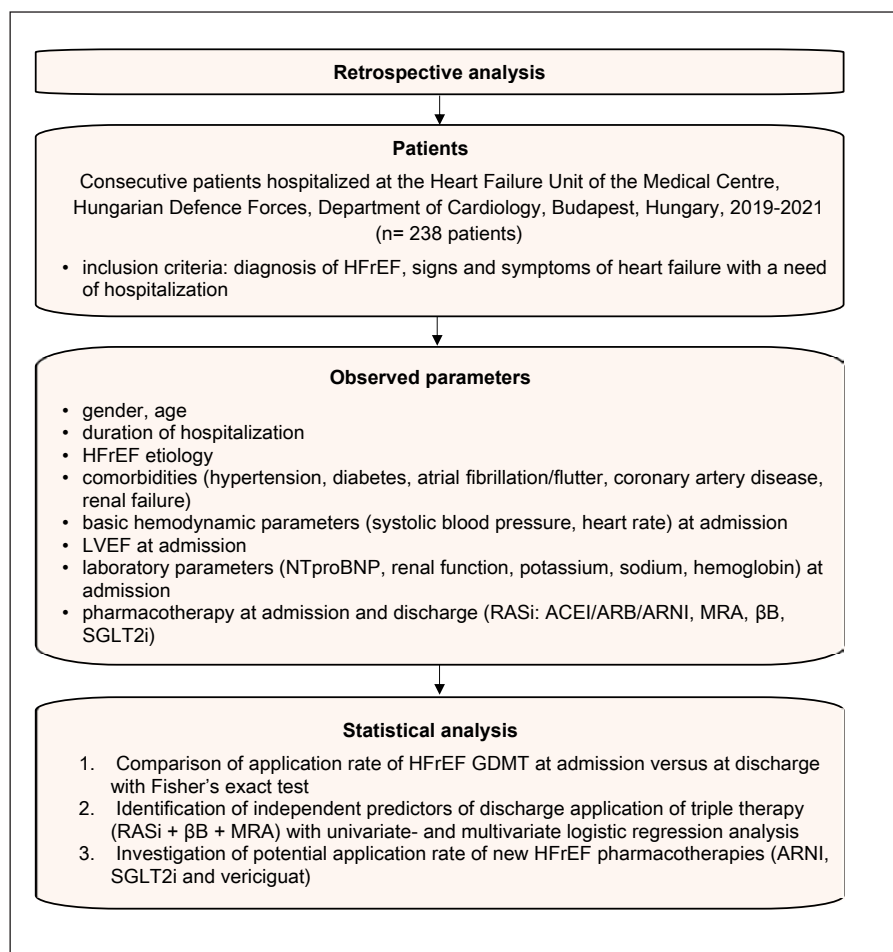 Retrospective analysis
Patients
Consecutive patients hospitalized at the Heart Failure Unit of the Medical Centre,
Hungarian Defence Forces, Department of Cardiology, Budapest, Hungary, 2019-2021
(n= 238 patients)
• inclusion criteria: diagnosis of HFrEF, signs and symptoms of heart failure with a need
of hospitalization
Observed parameters
• gender, age
• duration of hospitalization
• HFrEF etiology
• comorbidities (hypertension, diabetes, atrial fibrillation/flutter, coronary artery disease,
renal failure)
• basic hemodynamic parameters (systolic blood pressure, heart rate) at admission
• LVEF at admission
• laboratory parameters (NTproBNP, renal function, potassium, sodium, hemoglobin) at
admission
• pharmacotherapy at admission and discharge (RASi: ACEI/ARB/ARNI, MRA, βB,
SGLT2i)
Statistical analysis
1. Comparison of application rate of HFrEF GDMT at admission versus at discharge
with Fisher's exact test
2. Identification of independent predictors of discharge application of triple therapy
(RASi + βB + MRA) with univariate- and multivariate logistic regression analysis
3. Investigation of potential application rate of new HFrEF pharmacotherapies (ARNI,
SGLT2i and vericiguat)